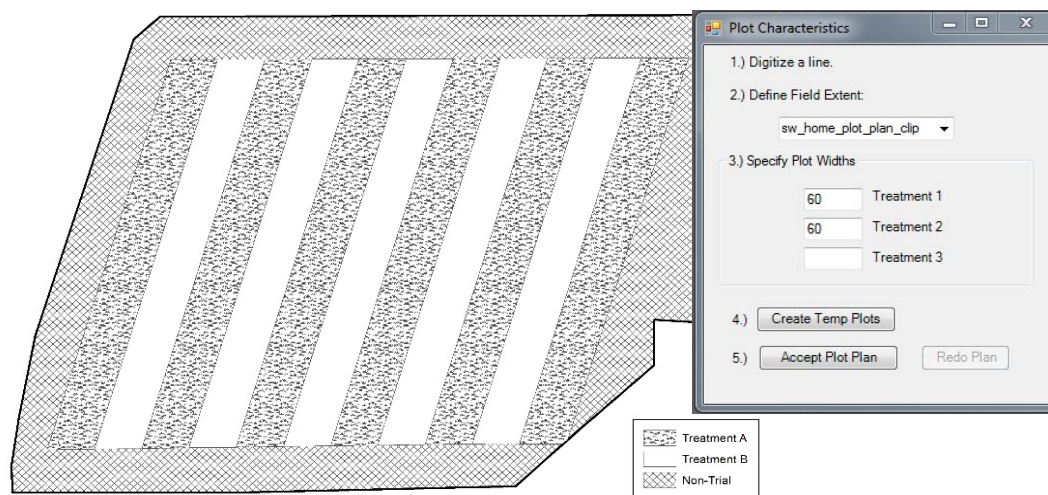 Plot Characteristics
1.) Digitize a line.
2.) Define Field Extent:
sw_home_plot_plan_clip
3.) Specify Plot Widths
60 Treatment 1
60 Treatment 2
Treatment 3
4.) Create Temp Plots
5.) Accept Plot Plan Redo Plan
Treatment A
Treatment B
Non-Trial